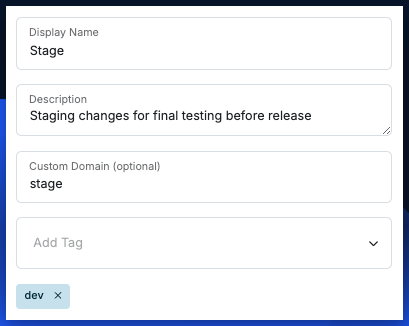 Display Name
Stage
Description
Staging changes for final testing before release
Custom Domain (optional)
stage
Add Tag
dev ×